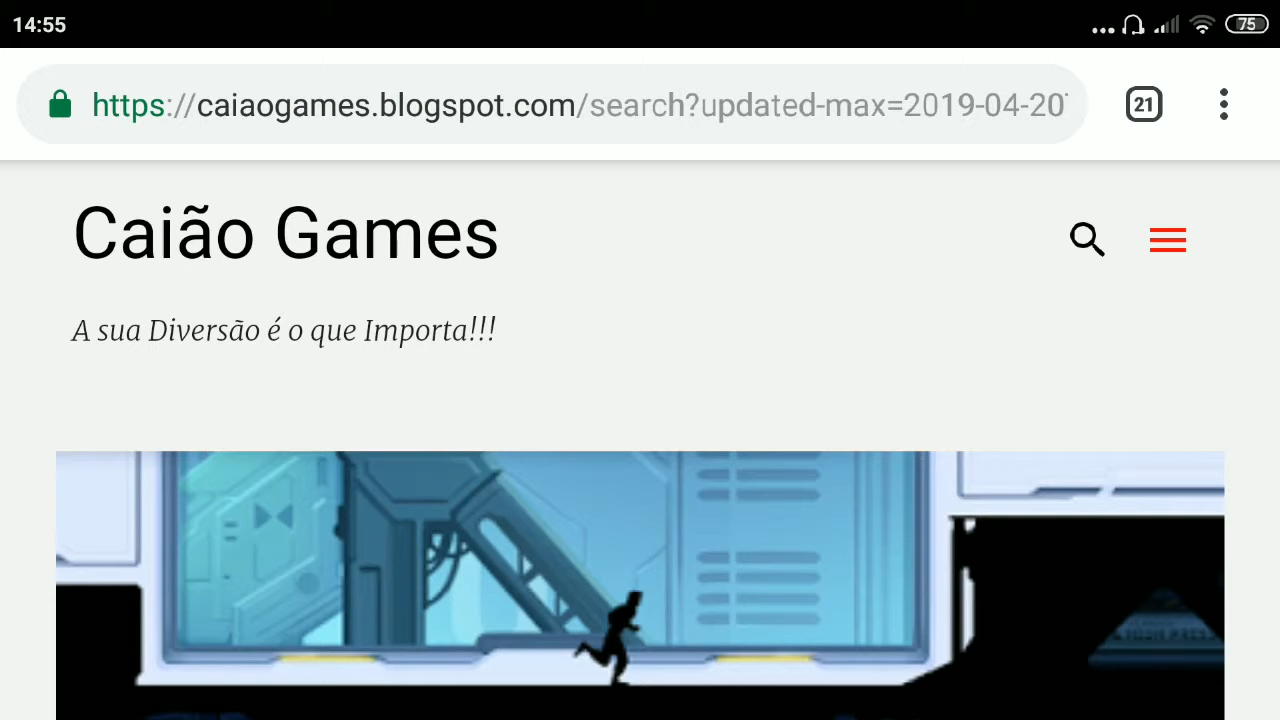 14:55
75
https://caiaogames.blogspot.com/search?updated-max=2019-04-20
21
Caião Games
A sua Diversão é o que Importa!!!